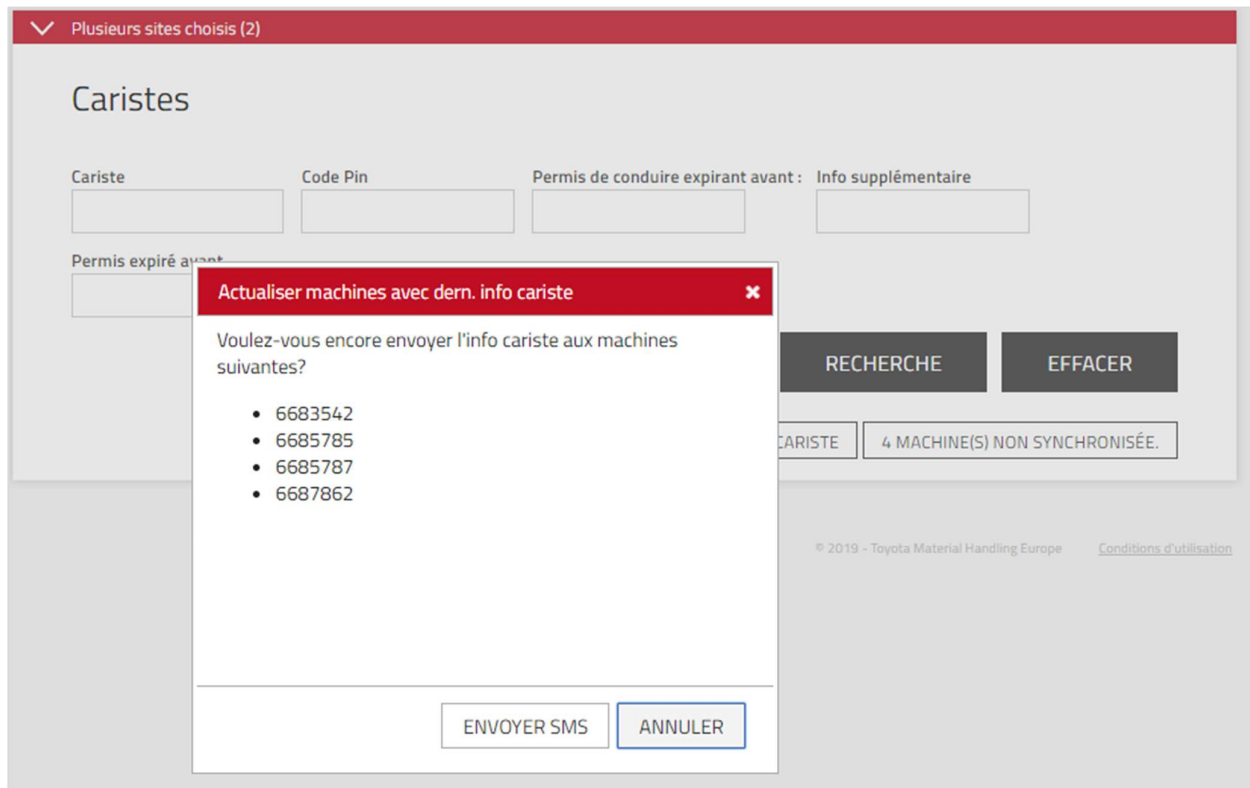 Plusieurs sites choisis (2)
Caristes
Cariste
Code Pin
Permis de conduire expirant avant :
Info supplémentaire
Permis expiré avant
Actualiser machines avec dern. info cariste
Voulez-vous encore envoyer l'info cariste aux machines
suivantes?
• 6683542
• 6685785
• 6685787
• 6687862
RECHERCHE
EFFACER
CARISTE
4 MACHINE(S) NON SYNCHRONISÉE.
© 2019 - Toyota Material Handling Europe
Conditions d'utilisation
ENVOYER SMS
ANNULER